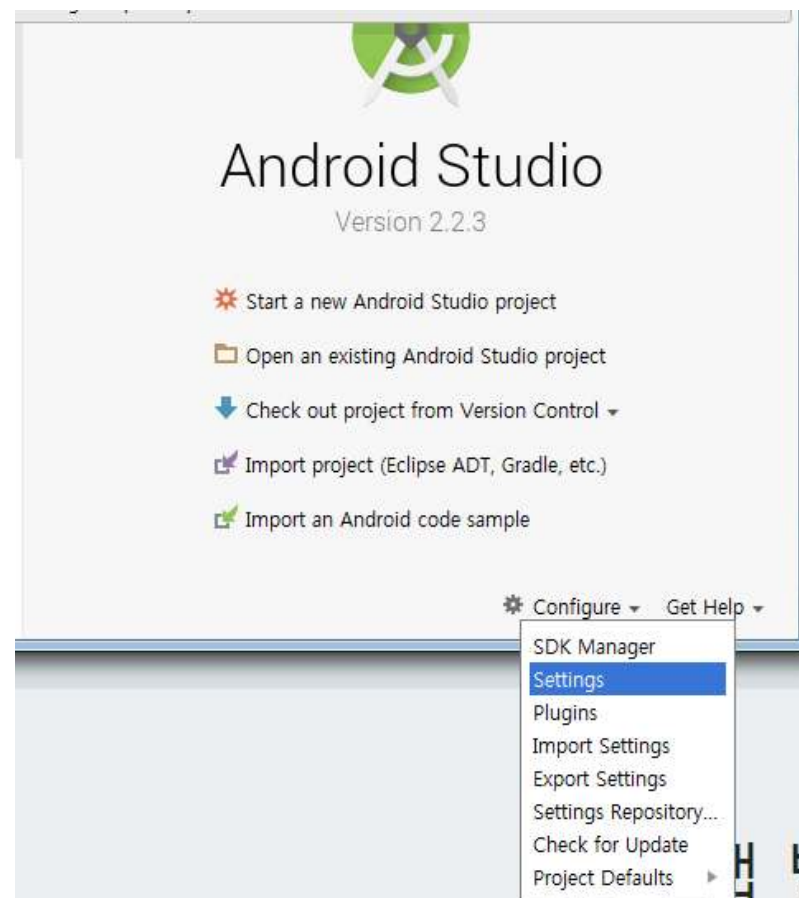 Android Studio
Version 2.2.3
Start a new Android Studio project
Open an existing Android Studio project
Check out project from Version Control
Import project (Eclipse ADT, Gradle, etc.)
Import an Android code sample
Configure
Get Help
SDK Manager
Settings
Plugins
Import Settings
Export Settings
Settings Repository...
Check for Update
Project Defaults